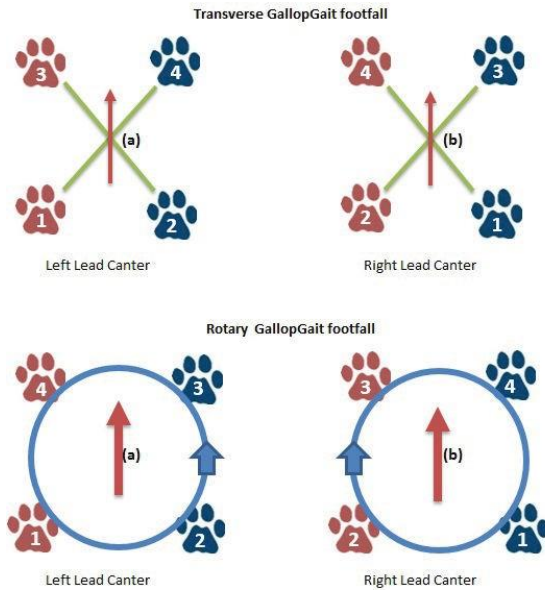 Transverse GallopGait footfall
3 4 4 3
(a) (b)
1 2 2 1
Left Lead Canter Right Lead Canter
Rotary GallopGait footfall
4 3 3 4
(a) (b)
1 2 2 1
Left Lead Canter Right Lead Canter